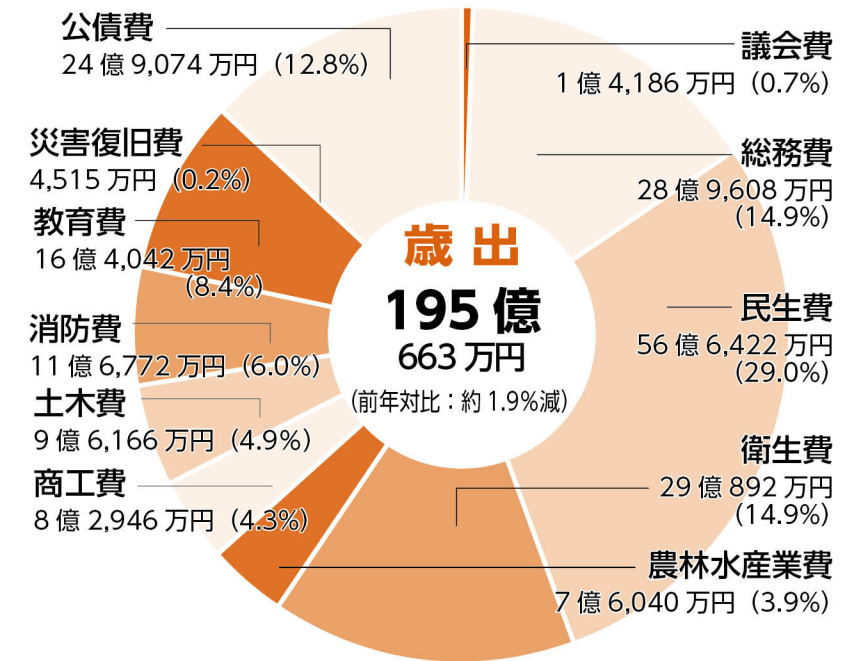 公債費
24億9,074万円（12.8%）
災害復旧費
4,515万円（0.2%）
教育費
16億4,042万円
（8.4%）
消防費
11億6,772万円（6.0%）
土木費
9億6,166万円（4.9%）
商工費
8億2,946万円（4.3%）
歳出
195億
663万円
（前年対比：約1.9%減）
議会費
1億4,186万円（0.7%）
総務費
28億9,608万円
（14.9%）
民生費
56億6,422万円
（29.0%）
衛生費
29億892万円
（14.9%）
農林水産業費
7億6,040万円（3.9%）